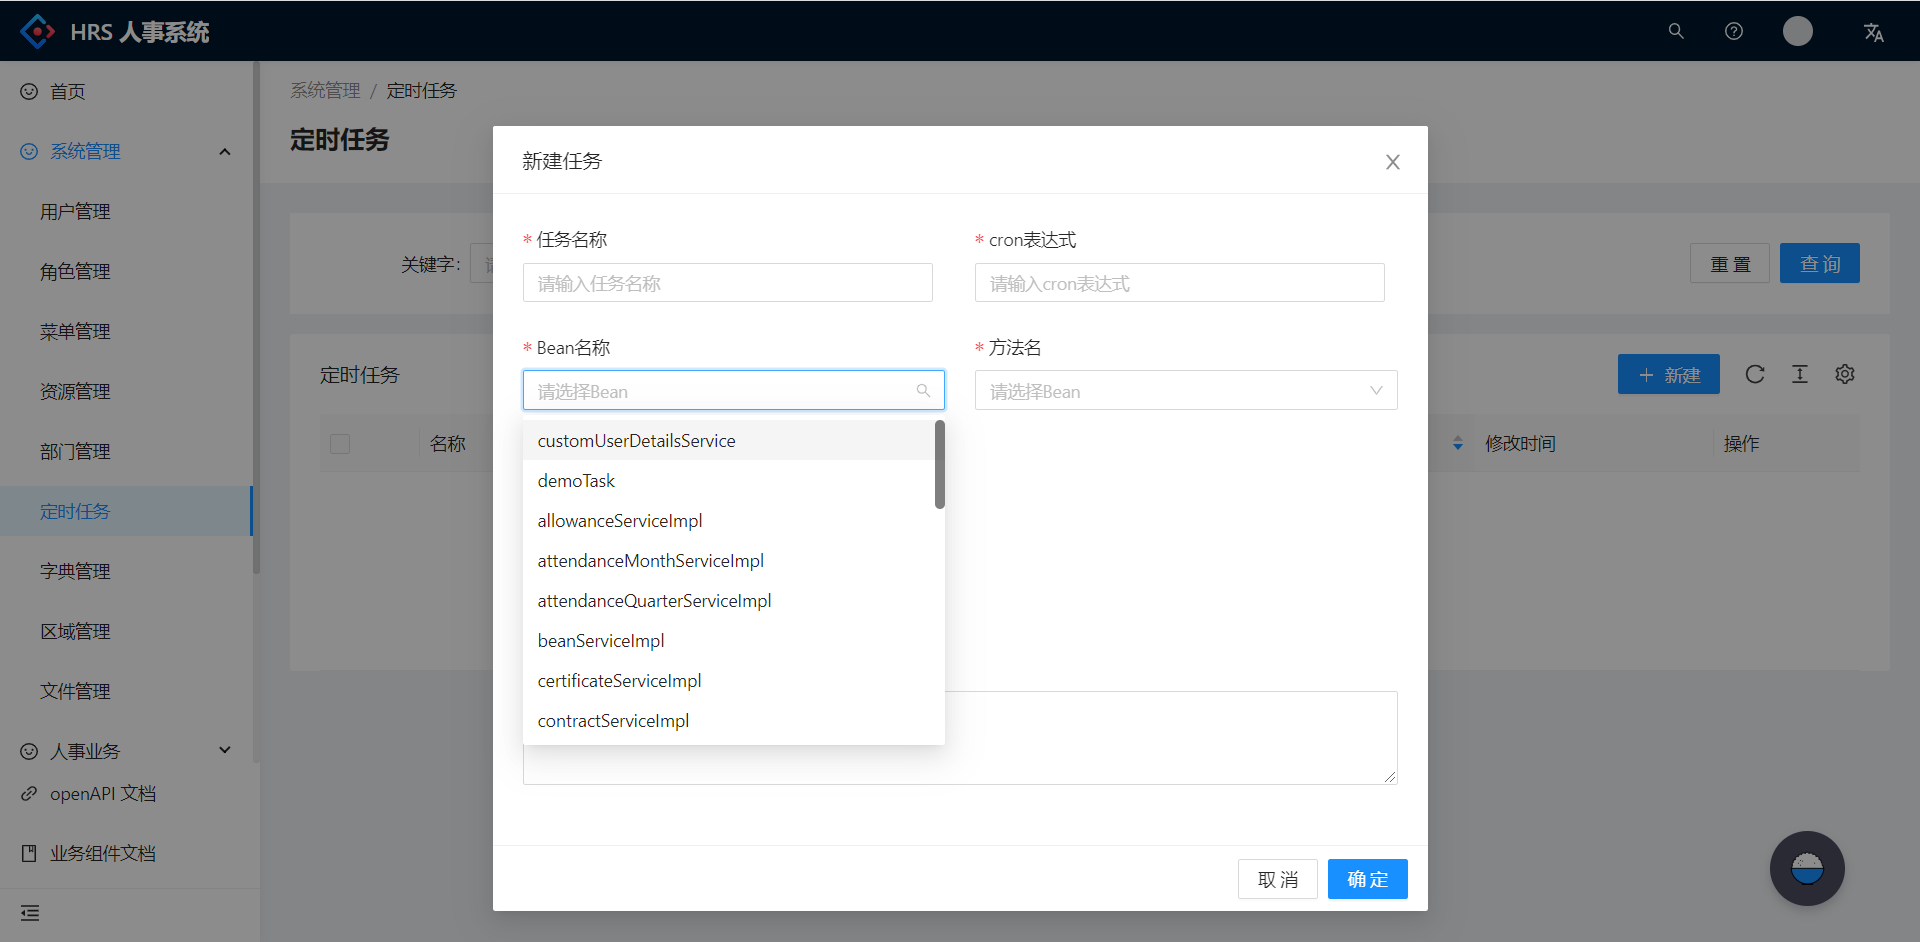 HRS 人事系统
首页
系统管理
用户管理
角色管理
菜单管理
资源管理
部门管理
定时任务
字典管理
区域管理
文件管理
人事业务
openAPI 文档
业务组件文档
系统管理 / 定时任务
定时任务
关键字:
重 置
查 询
定时任务
新建
名称
修改时间
操作
新建任务
* 任务名称
请输入任务名称
* cron表达式
请输入cron表达式
* Bean名称
请选择Bean
* 方法名
请选择Bean
customUserDetailsService
demoTask
allowanceServiceImpl
attendanceMonthServiceImpl
attendanceQuarterServiceImpl
beanServiceImpl
certificateServiceImpl
contractServiceImpl
取 消
确 定